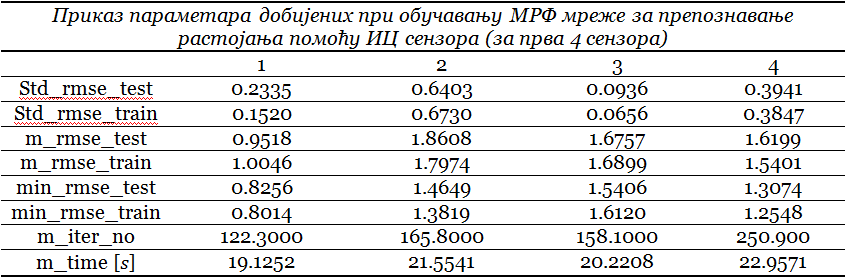 Приказ параметара добијених при обучавању МРФ мреже за препознавање
растојања помоћу ИЦ сензора (за прва 4 сензора)
1 2 3 4
Std_rmse_test 0.2335 0.6403 0.0936 0.3941
Std_rmse_train 0.1520 0.6730 0.0656 0.3847
m_rmse_test 0.9518 1.8608 1.6757 1.6199
m_rmse_train 1.0046 1.7974 1.6899 1.5401
min_rmse_test 0.8256 1.4649 1.5406 1.3074
min_rmse_train 0.8014 1.3819 1.6120 1.2548
m_iter_no 122.3000 165.8000 158.1000 250.900
m_time [s] 19.1252 21.5541 20.2208 22.9571